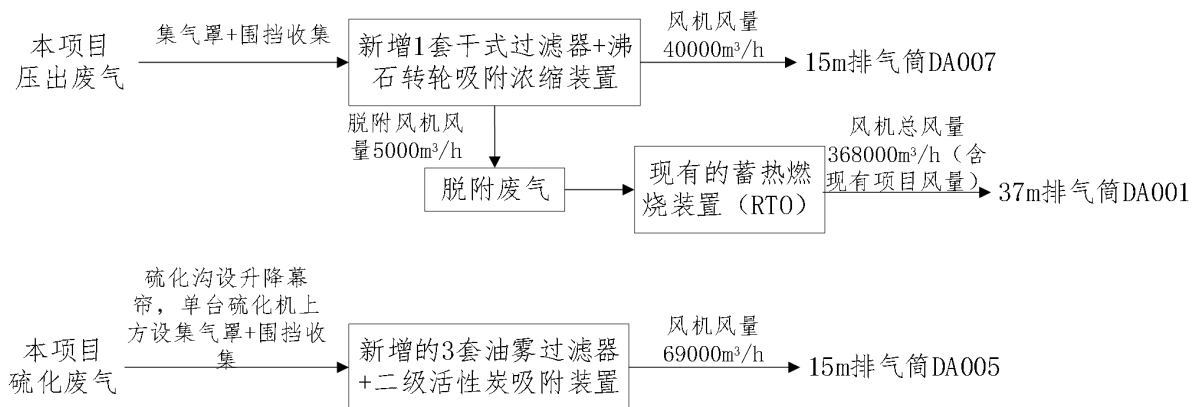 本项目
压出废气
集气罩+围挡收集
新增1套干式过滤器+沸
石转轮吸附浓缩装置
风机风量
40000m³/h
15m排气筒DA007
脱附风机风
量5000m³/h
脱附废气
现有的蓄热燃
烧装置（RTO）
风机总风量
368000m³/h（含
现有项目风量）
37m排气筒DA001
本项目
硫化废气
硫化沟设升降幕
帘，单台硫化机上
方设集气罩+围挡收
集
新增的3套油雾过滤器
+二级活性炭吸附装置
风机风量
69000m³/h
15m排气筒DA005